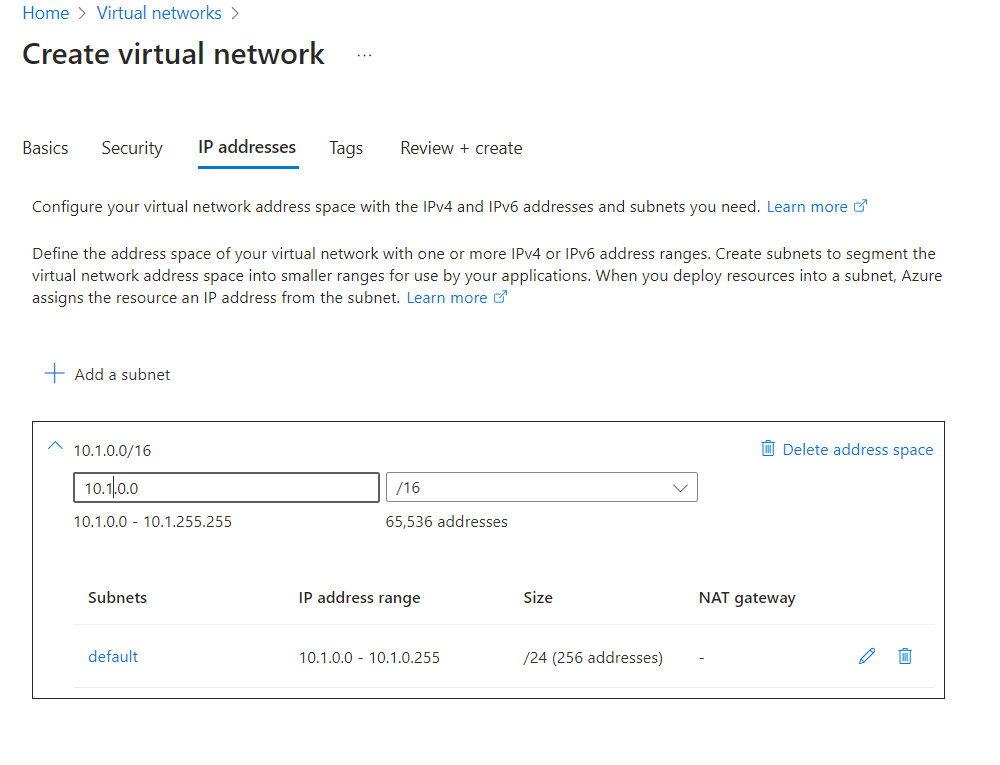 Home > Virtual networks >
Create virtual network ...
Basics Security IP addresses Tags Review + create
Configure your virtual network address space with the IPv4 and IPv6 addresses and subnets you need. Learn more
Define the address space of your virtual network with one or more IPv4 or IPv6 address ranges. Create subnets to segment the
virtual network address space into smaller ranges for use by your applications. When you deploy resources into a subnet, Azure
assigns the resource an IP address from the subnet. Learn more
+ Add a subnet
10.1.0.0/16 Delete address space
10.1.0.0 /16
10.1.0.0 - 10.1.255.255 65,536 addresses
Subnets IP address range Size NAT gateway
default 10.1.0.0 - 10.1.0.255 /24 (256 addresses) -